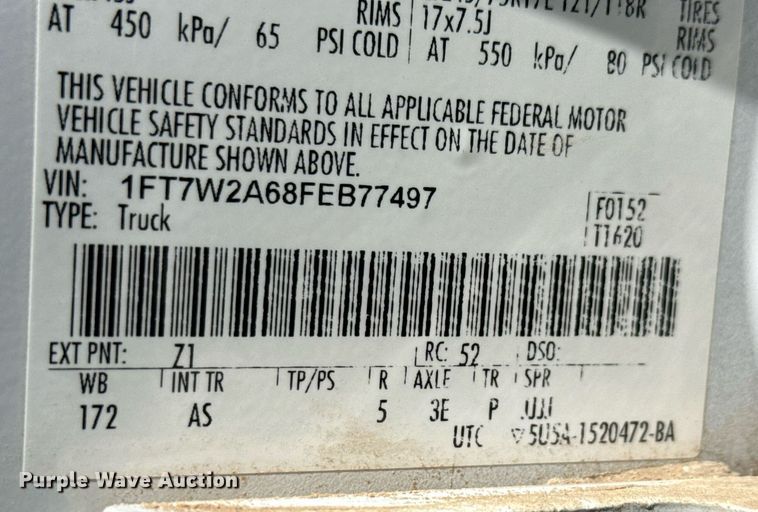 RIMS 17x7.5J TIRES
AT 450 kPa/ 65 PSI COLD AT 550 kPa/ 80 PSI COLD RIMS
THIS VEHICLE CONFORMS TO ALL APPLICABLE FEDERAL MOTOR
VEHICLE SAFETY STANDARDS IN EFFECT ON THE DATE OF
MANUFACTURE SHOWN ABOVE.
VIN: 1FT7W2A68FEB77497
TYPE: Truck
F0152
T1620
EXT PNT: Z1 RC: 52 DSO:
WB INT TR TP/PS R AXLE TR SPR
172 AS 5 3E P JJJJ
UTC 5USA-1520472-BA
Purple Wave Auction